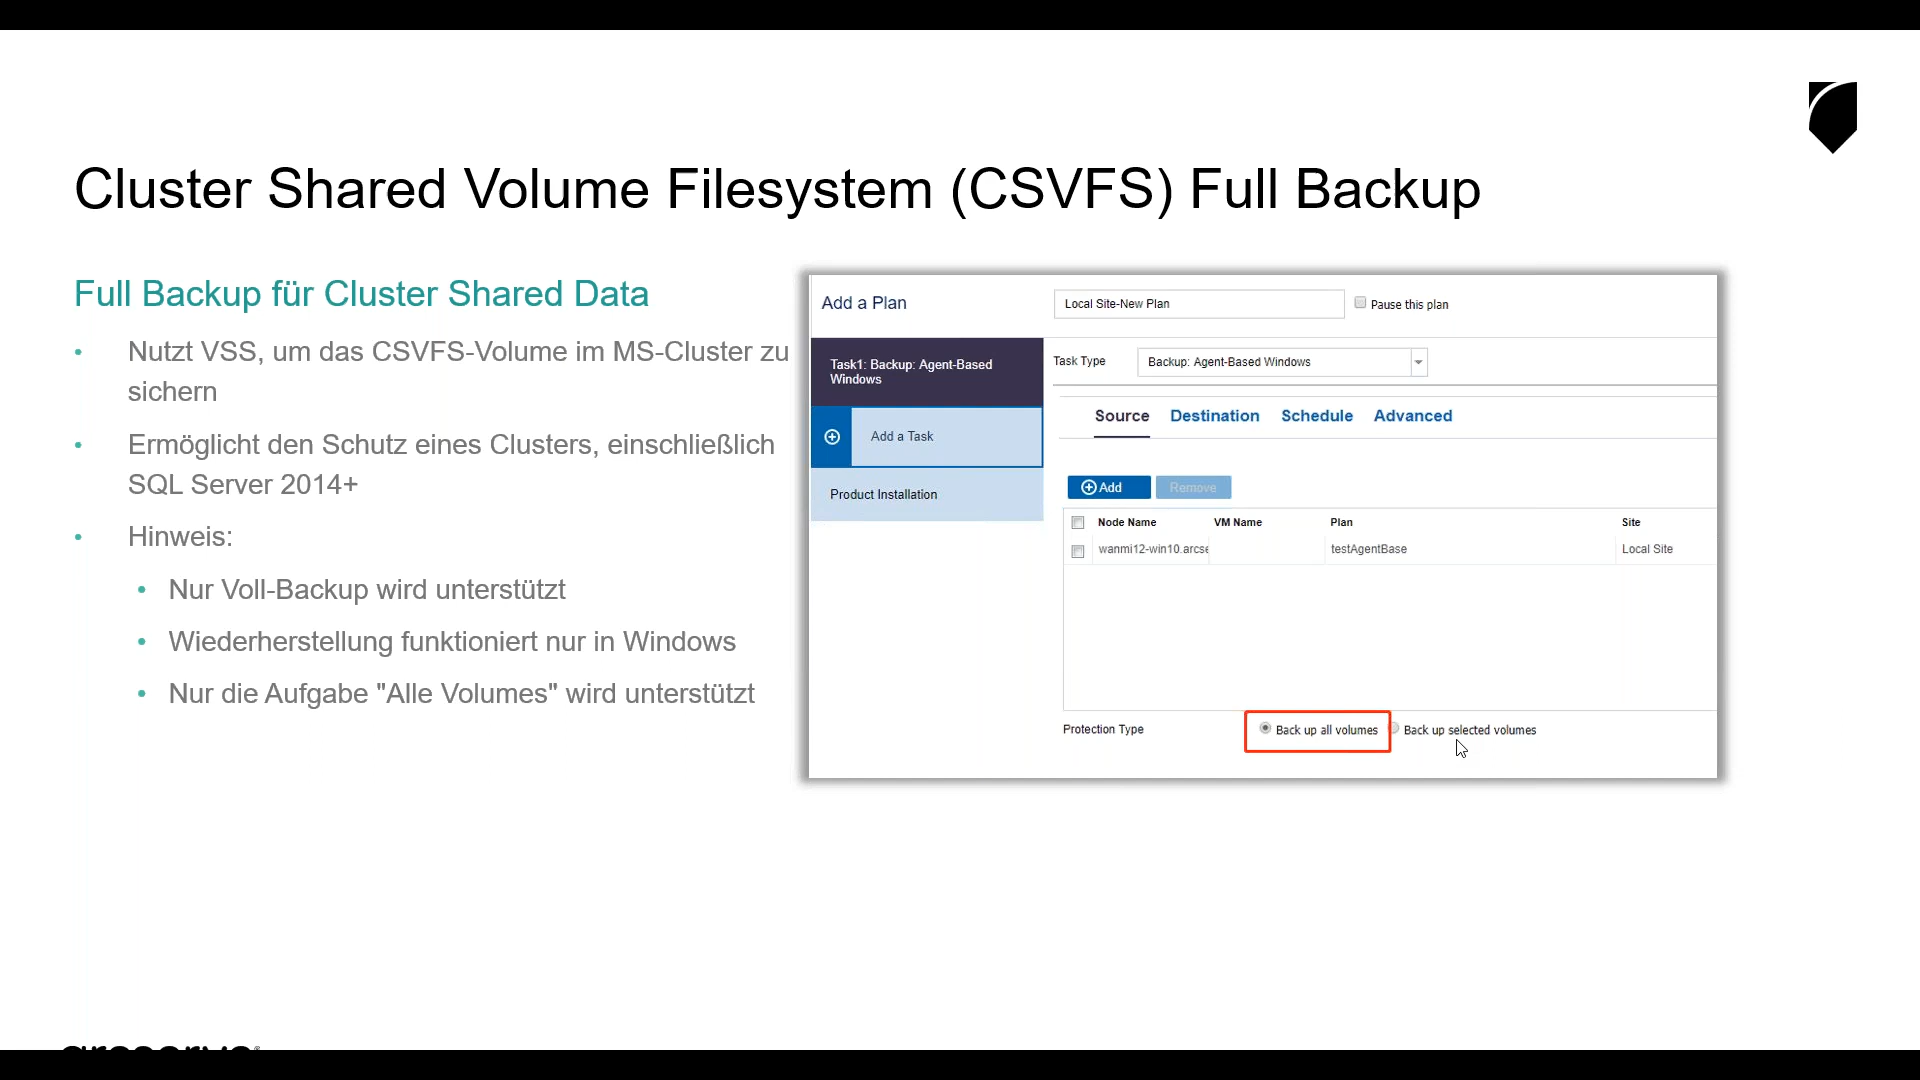 Cluster Shared Volume Filesystem (CSVFS) Full Backup
Full Backup für Cluster Shared Data
• Nutzt VSS, um das CSVFS-Volume im MS-Cluster zu
sichern
• Ermöglicht den Schutz eines Clusters, einschließlich
SQL Server 2014+
• Hinweis:
• Nur Voll-Backup wird unterstützt
• Wiederherstellung funktioniert nur in Windows
• Nur die Aufgabe "Alle Volumes" wird unterstützt
Add a Plan
Local Site-New Plan
Pause this plan
Task1: Backup: Agent-Based
Windows
Add a Task
Product Installation
Task Type
Backup: Agent-Based Windows
Source Destination Schedule Advanced
Add Remove
Node Name VM Name Plan Site
wanmi12-win10.arcse testAgentBase Local Site
Protection Type Back up all volumes Back up selected volumes